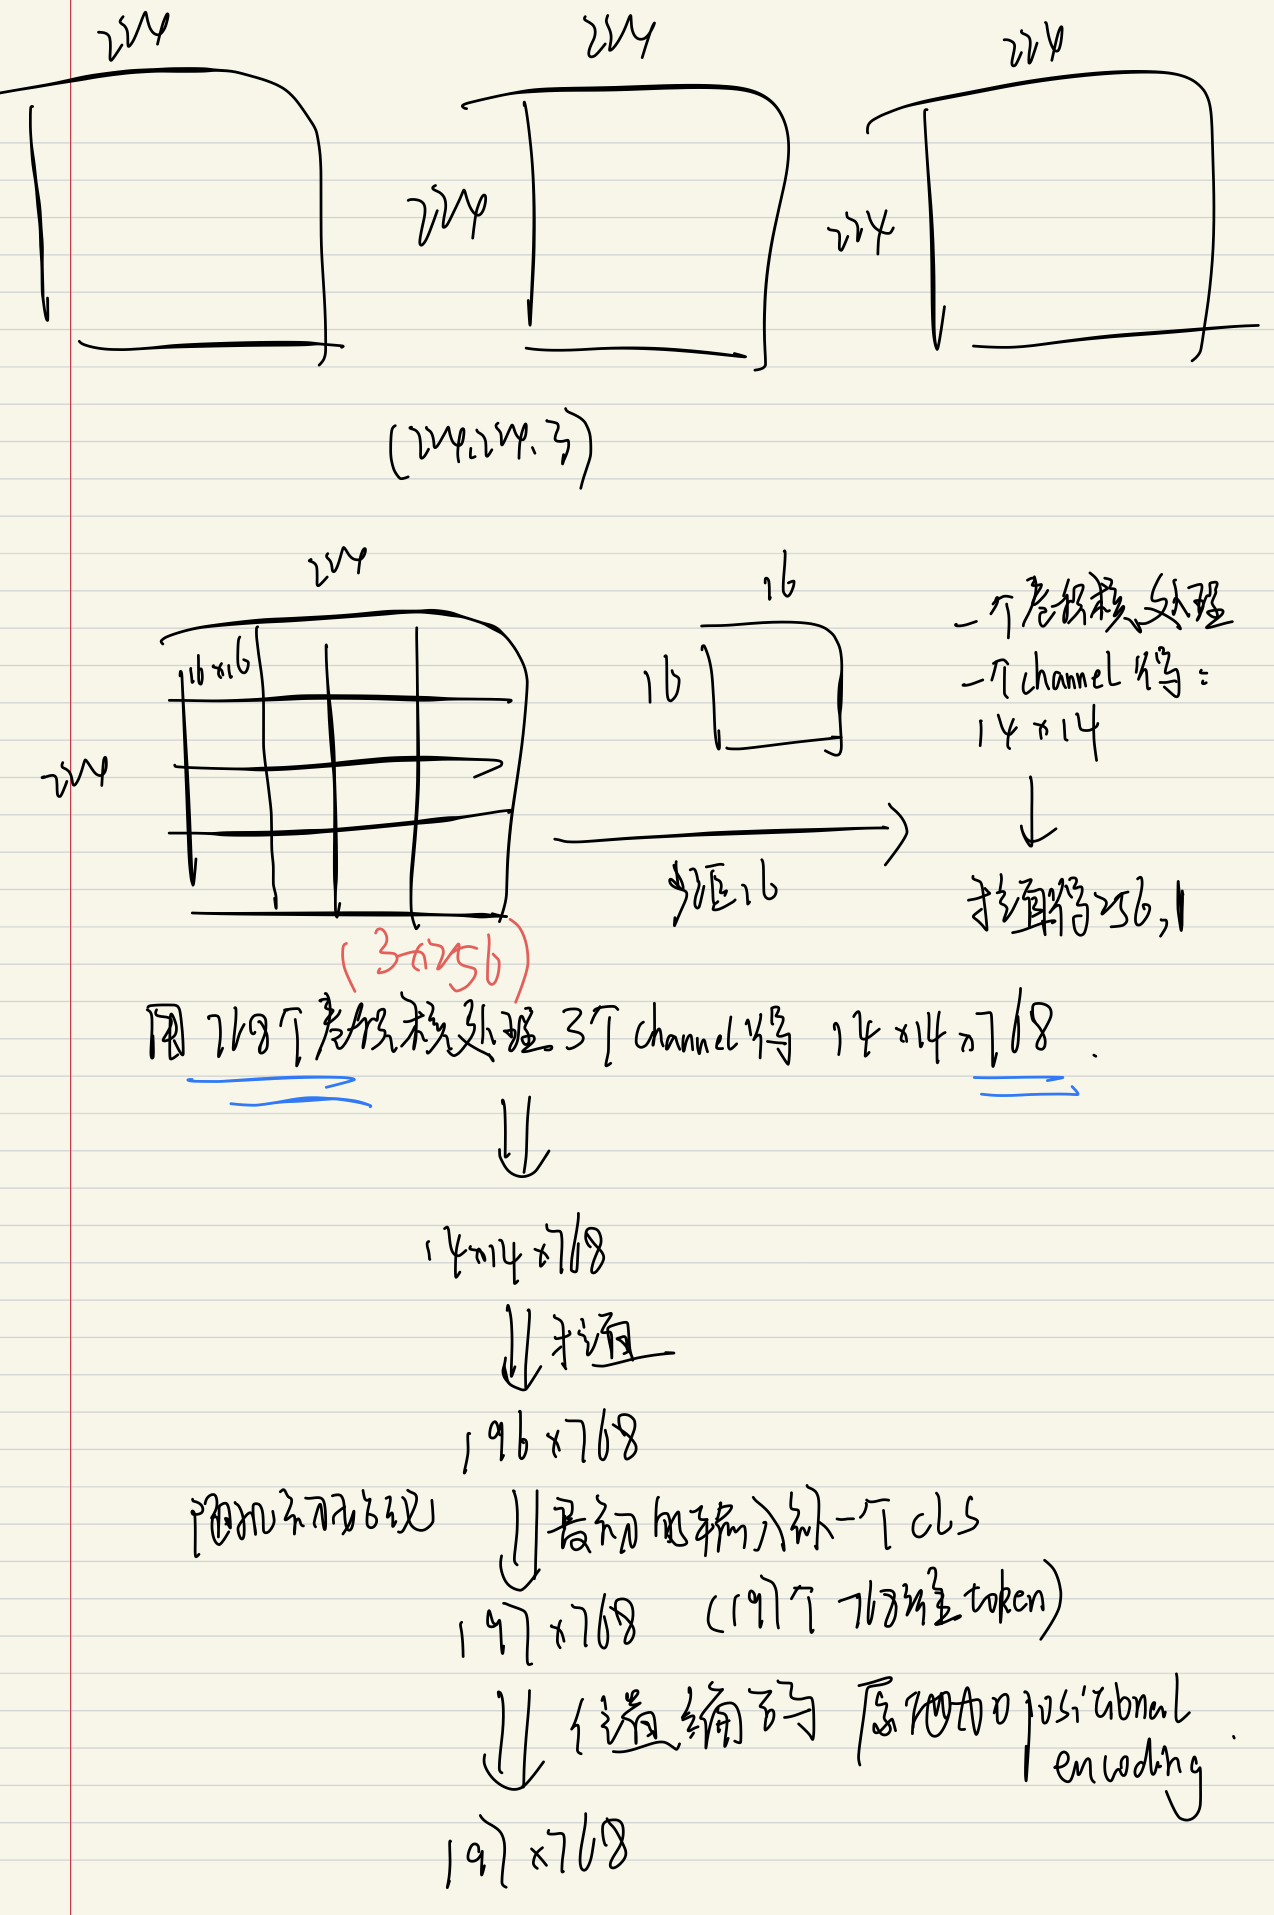 224 224 224
224 224
(224,224,3)
224
16×16
224
16
16
步距16
一个卷积核处理
一个channel得:
14×14
拉直得256,1
(3×256)
用768个卷积核处理3个channel得 14×14×768.
14×14×768
拉直
196×768
随机初始化 最初的输入补一个cls
197×768 (197个768维token)
位置编码 原地加positional
encoding.
197×768